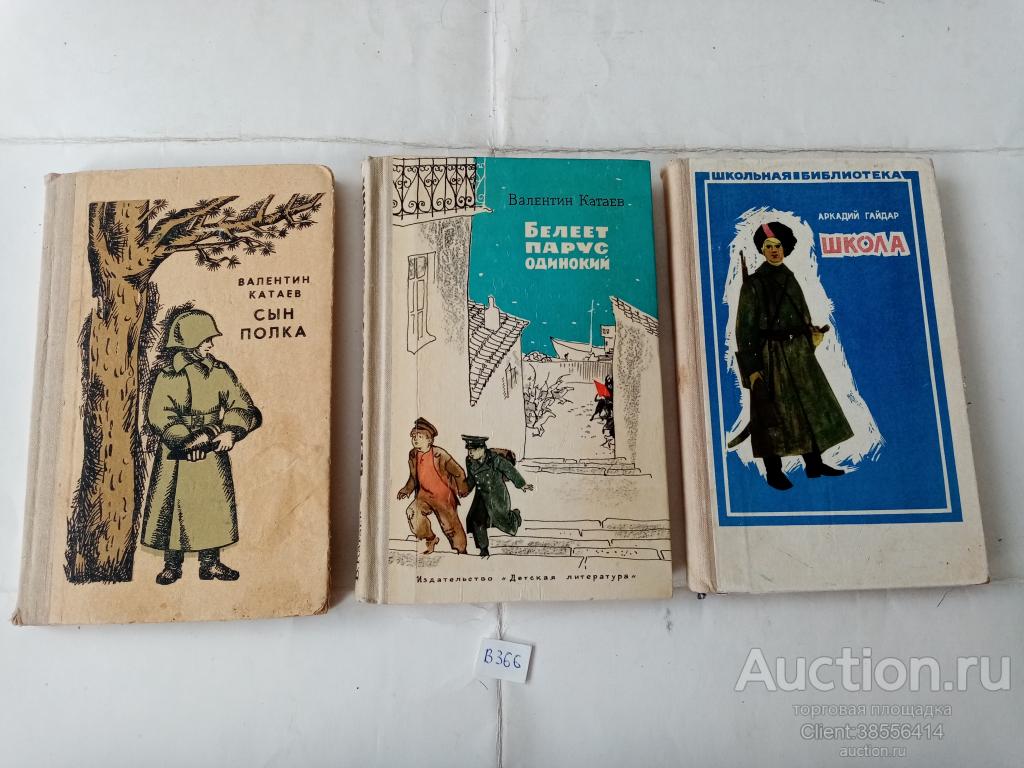 ВАЛЕНТИН
КАТАЕВ
СЫН
ПОЛКА
Валентин Катаев
БЕЛЕЕТ
ПАРУС
ОДИНОКИЙ
Издательство «Детская литература»
ШКОЛЬНАЯ БИБЛИОТЕКА
АРКАДИЙ ГАЙДАР
ШКОЛА
В366
Auction.ru
торговая площадка
Client:38556414
auction.ru